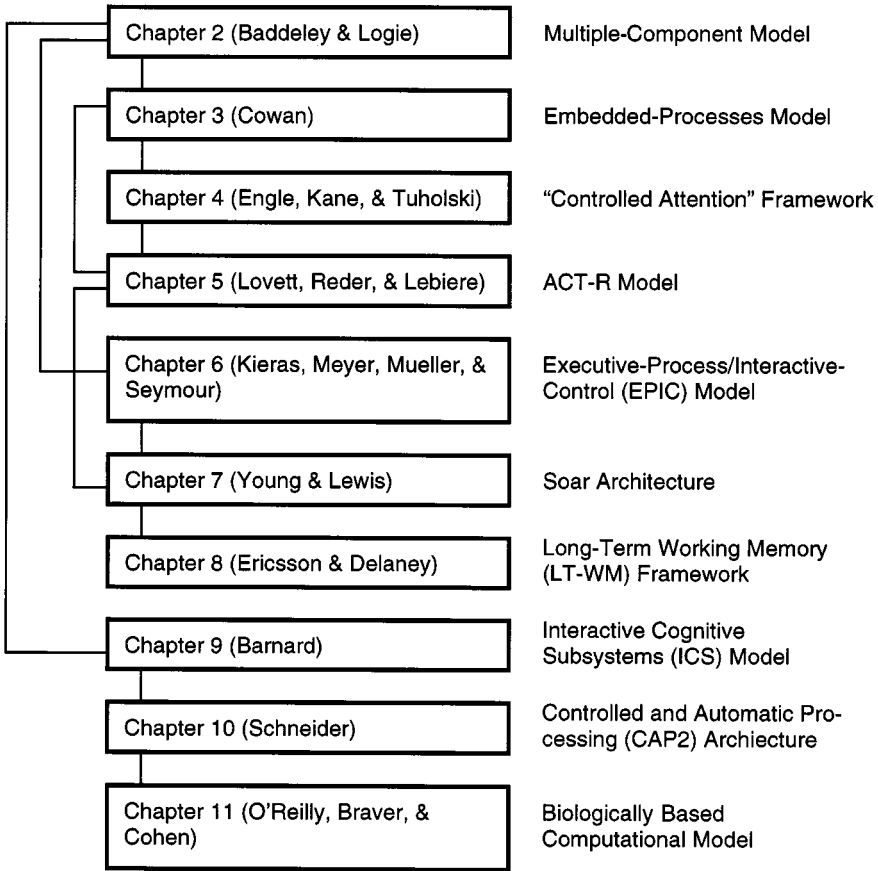 Chapter 2 (Baddeley & Logie)
Multiple-Component Model
Chapter 3 (Cowan)
Embedded-Processes Model
Chapter 4 (Engle, Kane, & Tuholski)
“Controlled Attention” Framework
Chapter 5 (Lovett, Reder, & Lebiere)
ACT-R Model
Chapter 6 (Kieras, Meyer, Mueller, &
Seymour)
Executive-Process/Interactive-
Control (EPIC) Model
Chapter 7 (Young & Lewis)
Soar Architecture
Chapter 8 (Ericsson & Delaney)
Long-Term Working Memory
(LT-WM) Framework
Chapter 9 (Barnard)
Interactive Cognitive
Subsystems (ICS) Model
Chapter 10 (Schneider)
Controlled and Automatic Pro-
cessing (CAP2) Archiecture
Chapter 11 (O'Reilly, Braver, &
Cohen)
Biologically Based
Computational Model